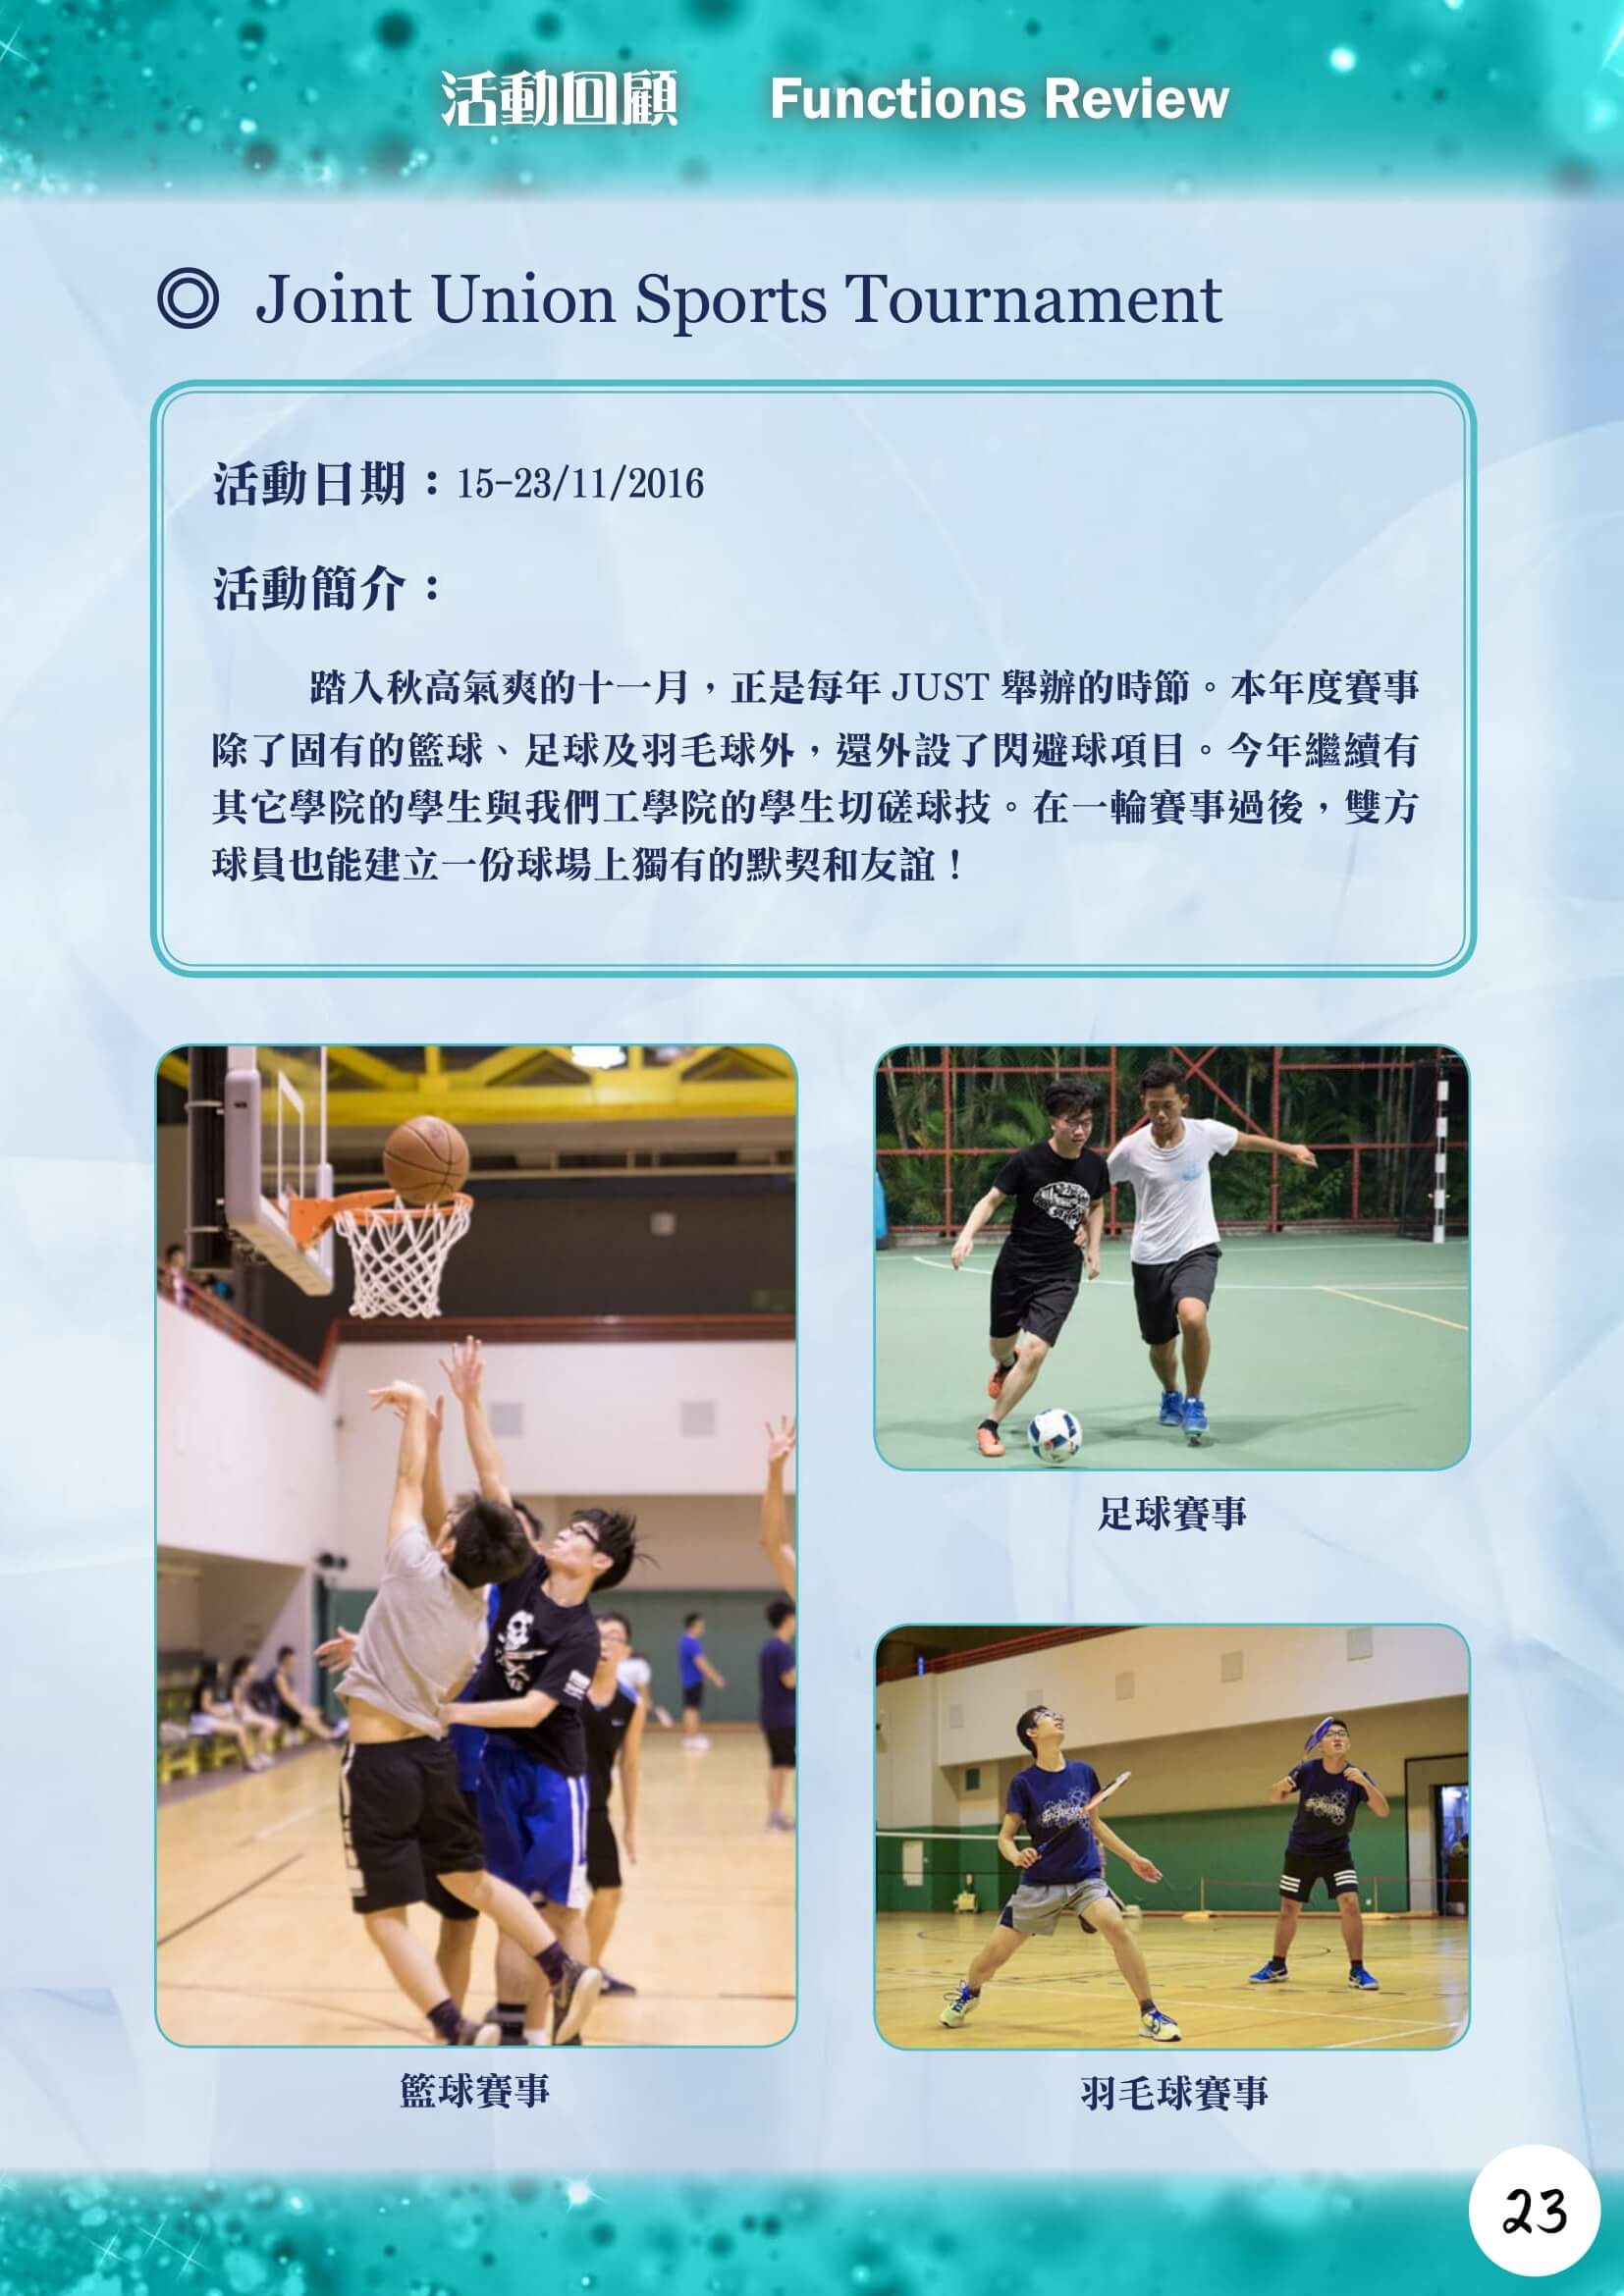 活動回顧 Functions Review
◎ Joint Union Sports Tournament
活動日期：15-23/11/2016
活動簡介：
踏入秋高氣爽的十一月，正是每年 JUST 舉辦的時節。本年度賽事
除了固有的籃球、足球及羽毛球外，還外設了閃避球項目。今年繼續有
其它學院的學生與我們工學院的學生切磋球技。在一輪賽事過後，雙方
球員也能建立一份球場上獨有的默契和友誼！
足球賽事
籃球賽事
羽毛球賽事
23